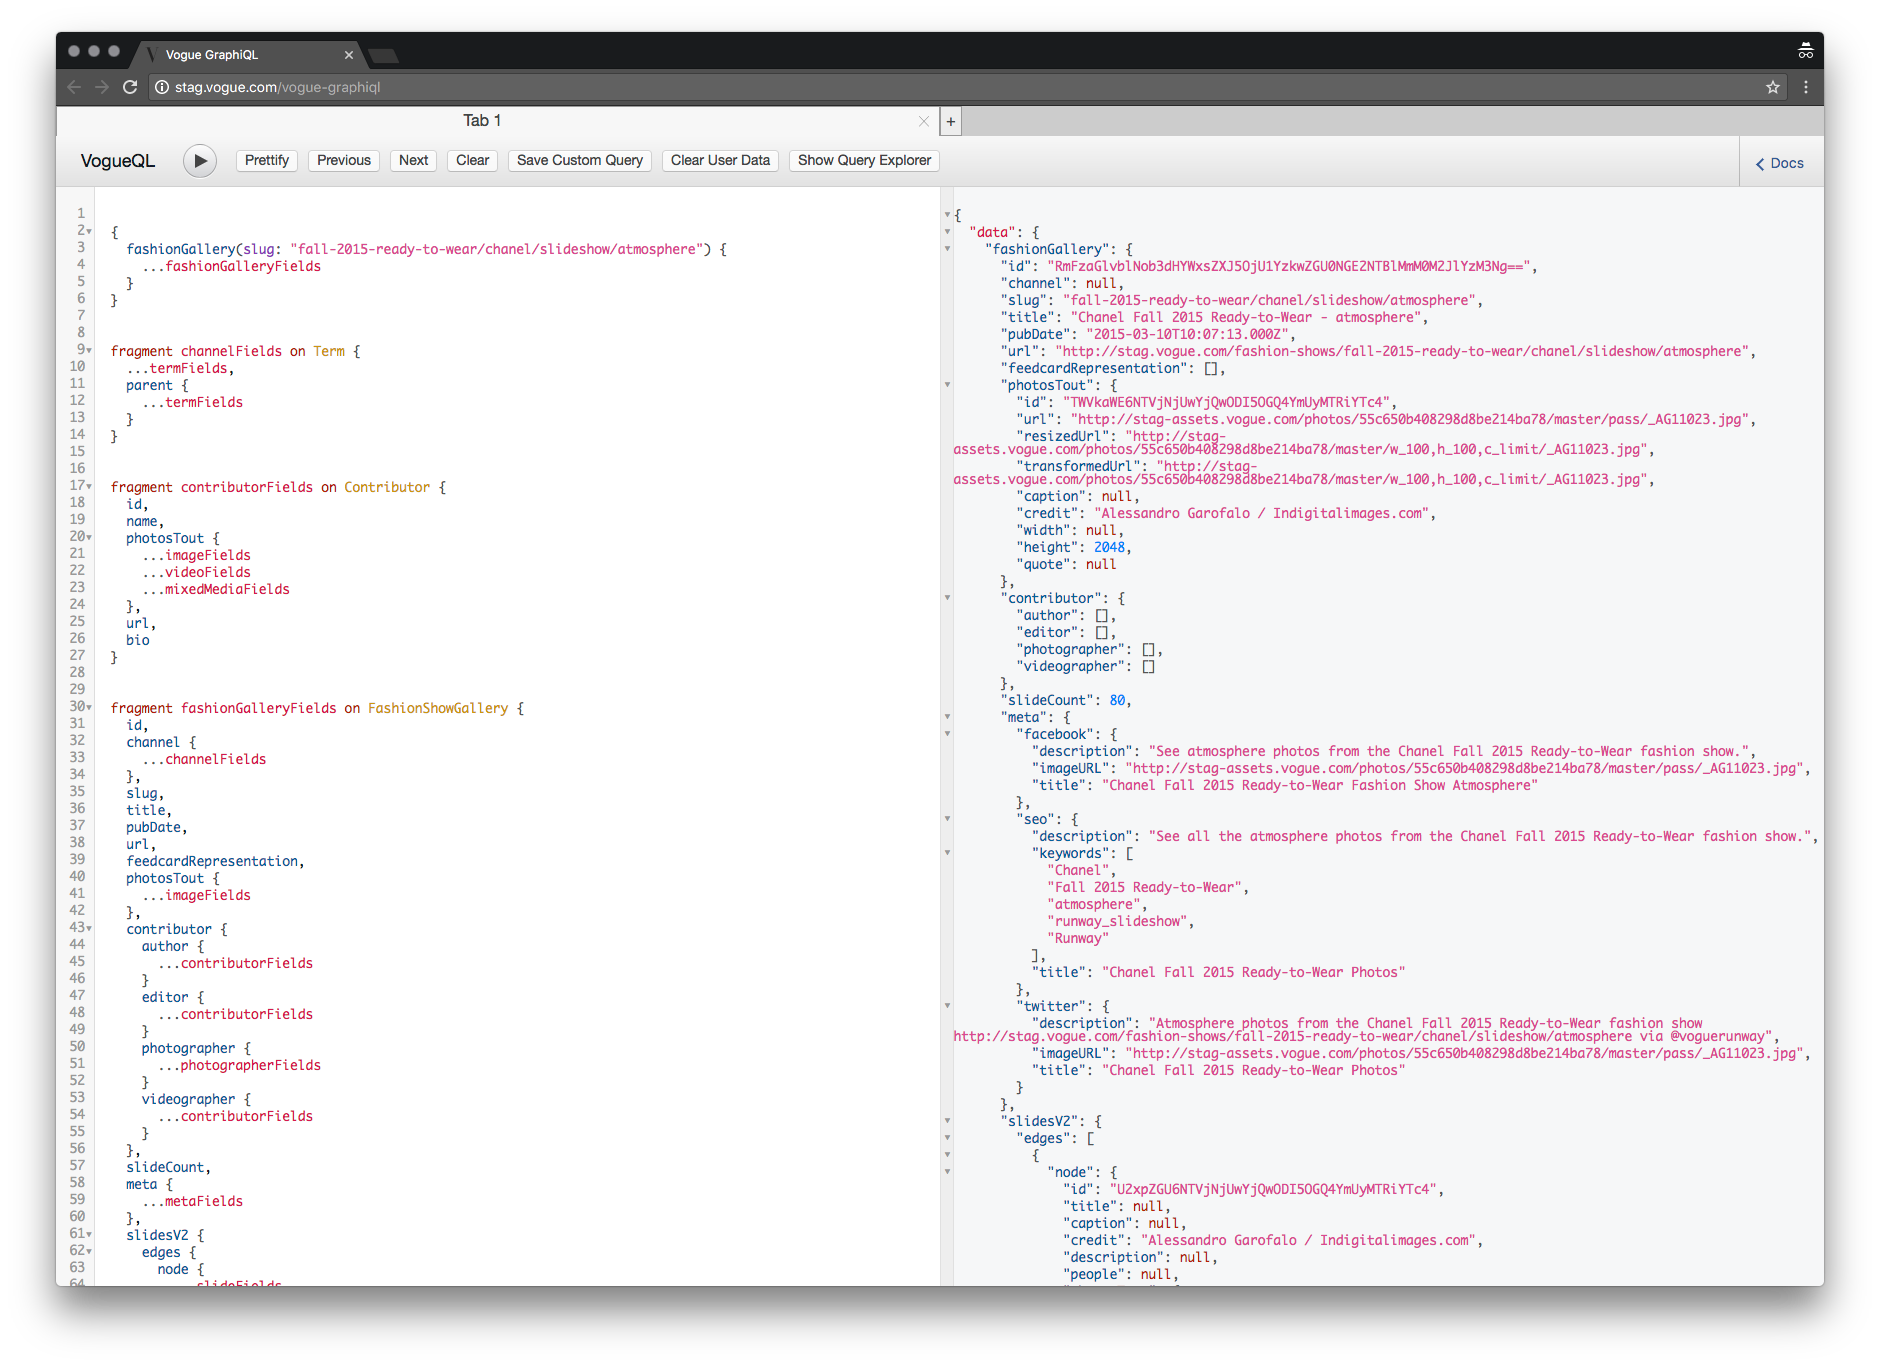 Vogue GraphiQL
stag.vogue.com/vogue-graphiql
Tab 1
+
VogueQL
Prettify
Previous
Next
Clear
Save Custom Query
Clear User Data
Show Query Explorer
Docs
1
2 {
3 fashionGallery(slug: "fall-2015-ready-to-wear/chanel/slideshow/atmosphere") {
4 ...fashionGalleryFields
5 }
6 }
7
8
9 fragment channelFields on Term {
10 ...termFields,
11 parent {
12 ...termFields
13 }
14 }
15
16
17 fragment contributorFields on Contributor {
18 id,
19 name,
20 photosTout {
21 ...imageFields
22 ...videoFields
23 ...mixedMediaFields
24 },
25 url,
26 bio
27 }
28
29
30 fragment fashionGalleryFields on FashionShowGallery {
31 id,
32 channel {
33 ...channelFields
34 },
35 slug,
36 title,
37 pubDate,
38 url,
39 feedcardRepresentation,
40 photosTout {
41 ...imageFields
42 },
43 contributor {
44 author {
45 ...contributorFields
46 }
47 editor {
48 ...contributorFields
49 }
50 photographer {
51 ...photographerFields
52 }
53 videographer {
54 ...contributorFields
55 }
56 },
57 slideCount,
58 meta {
59 ...metaFields
60 },
61 slidesV2 {
62 edges {
63 node {
64 ...slideFields
{
"data": {
"fashionGallery": {
"id": "RmFzaGlvblNob3dHYWxsZXJ5OjU1YzkwZGU0NGE2NTBlMmM0M2JlYzM3Ng==",
"channel": null,
"slug": "fall-2015-ready-to-wear/chanel/slideshow/atmosphere",
"title": "Chanel Fall 2015 Ready-to-Wear - atmosphere",
"pubDate": "2015-03-10T10:07:13.000Z",
"url": "http://stag.vogue.com/fashion-shows/fall-2015-ready-to-wear/chanel/slideshow/atmosphere",
"feedcardRepresentation": [],
"photosTout": {
"id": "TWVkaWE6NTVjNjUwYjQwODI5OGQ4YmUyMTRiYTc4",
"url": "http://stag-assets.vogue.com/photos/55c650b408298d8be214ba78/master/pass/_AG11023.jpg",
"resizedUrl": "http://stag-
assets.vogue.com/photos/55c650b408298d8be214ba78/master/w_100,h_100,c_limit/_AG11023.jpg",
"transformedUrl": "http://stag-
assets.vogue.com/photos/55c650b408298d8be214ba78/master/w_100,h_100,c_limit/_AG11023.jpg",
"caption": null,
"credit": "Alessandro Garofalo / Indigitalimages.com",
"width": null,
"height": 2048,
"quote": null
},
"contributor": {
"author": [],
"editor": [],
"photographer": [],
"videographer": []
},
"slideCount": 80,
"meta": {
"facebook": {
"description": "See atmosphere photos from the Chanel Fall 2015 Ready-to-Wear fashion show.",
"imageURL": "http://stag-assets.vogue.com/photos/55c650b408298d8be214ba78/master/pass/_AG11023.jpg",
"title": "Chanel Fall 2015 Ready-to-Wear Fashion Show Atmosphere"
},
"seo": {
"description": "See all the atmosphere photos from the Chanel Fall 2015 Ready-to-Wear fashion show.",
"keywords": [
"Chanel",
"Fall 2015 Ready-to-Wear",
"atmosphere",
"runway_slideshow",
"Runway"
],
"title": "Chanel Fall 2015 Ready-to-Wear Photos"
},
"twitter": {
"description": "Atmosphere photos from the Chanel Fall 2015 Ready-to-Wear fashion show
http://stag.vogue.com/fashion-shows/fall-2015-ready-to-wear/chanel/slideshow/atmosphere via @voguerunway",
"imageURL": "http://stag-assets.vogue.com/photos/55c650b408298d8be214ba78/master/pass/_AG11023.jpg",
"title": "Chanel Fall 2015 Ready-to-Wear Photos"
}
},
"slidesV2": {
"edges": [
{
"node": {
"id": "U2xpZGU6NTVjNjUwYjQwODI5OGQ4YmUyMTRiYTc4",
"title": null,
"caption": null,
"credit": "Alessandro Garofalo / Indigitalimages.com",
"description": null,
"people": null,